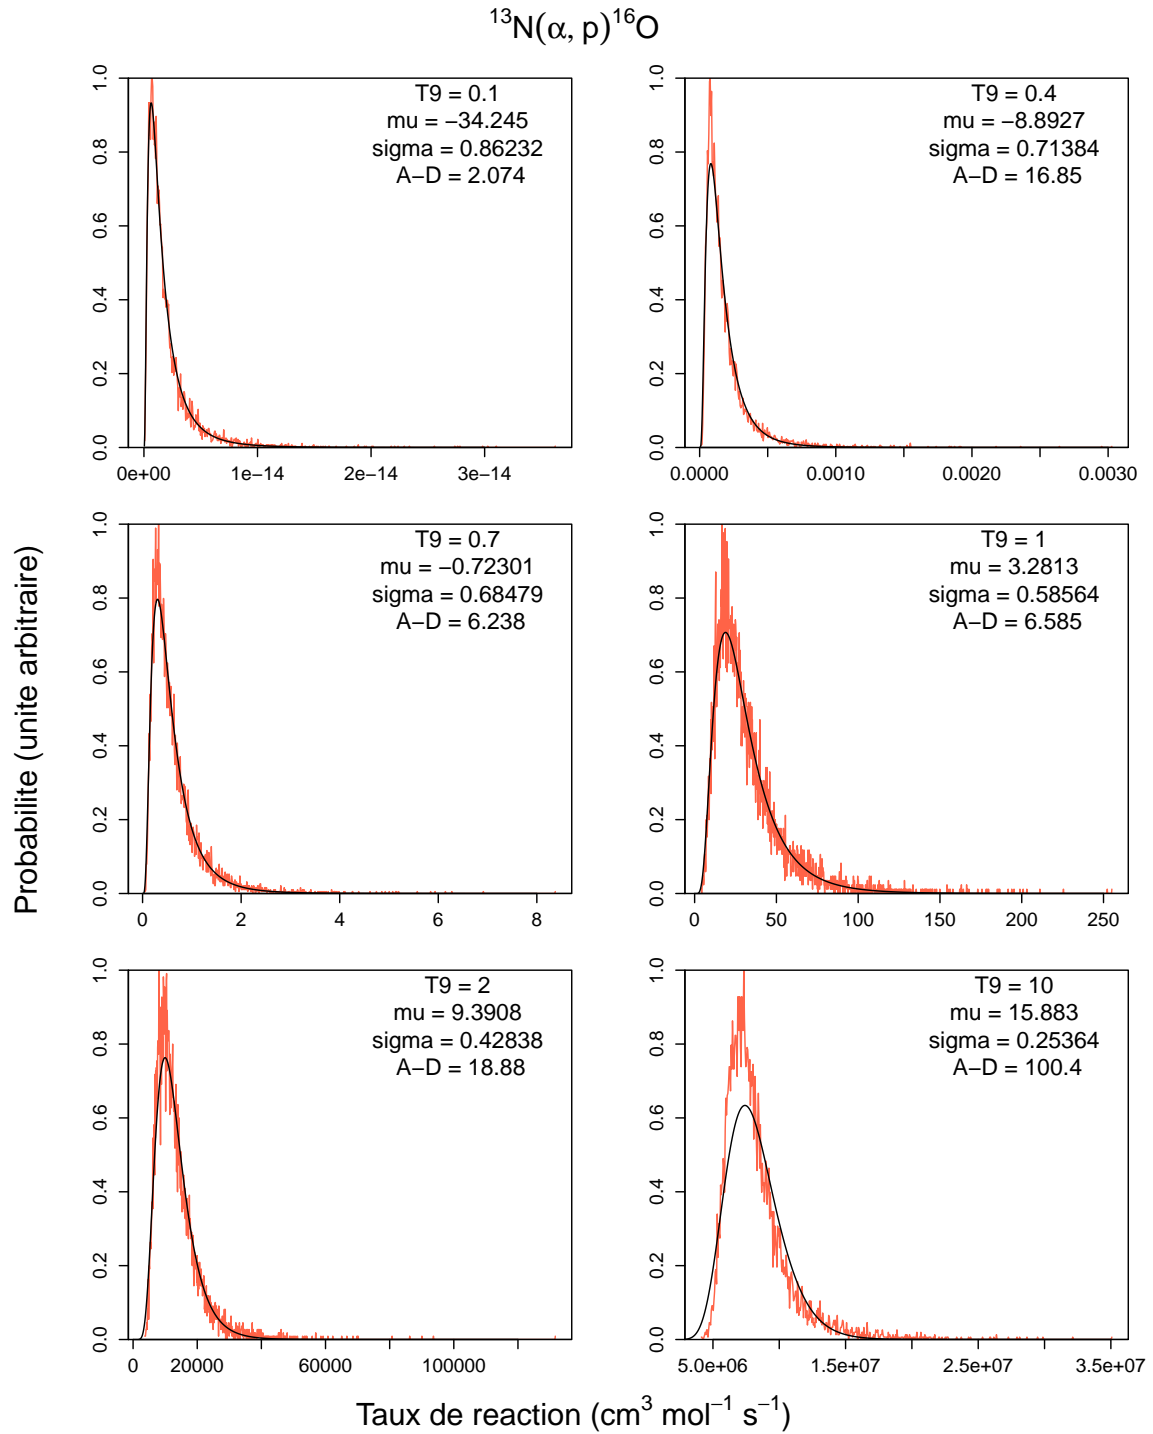 ¹³N(α, p)¹⁶O
Probabilite (unite arbitraire)
T9 = 0.1
mu = −34.245
sigma = 0.86232
A−D = 2.074
0.0 0.2 0.4 0.6 0.8 1.0
0e+00 1e−14 2e−14 3e−14
T9 = 0.4
mu = −8.8927
sigma = 0.71384
A−D = 16.85
0.0 0.2 0.4 0.6 0.8 1.0
0.0000 0.0010 0.0020 0.0030
T9 = 0.7
mu = −0.72301
sigma = 0.68479
A−D = 6.238
0.0 0.2 0.4 0.6 0.8 1.0
0 2 4 6 8
T9 = 1
mu = 3.2813
sigma = 0.58564
A−D = 6.585
0.0 0.2 0.4 0.6 0.8 1.0
0 50 100 150 200 250
T9 = 2
mu = 9.3908
sigma = 0.42838
A−D = 18.88
0.0 0.2 0.4 0.6 0.8 1.0
0 20000 60000 100000
T9 = 10
mu = 15.883
sigma = 0.25364
A−D = 100.4
0.0 0.2 0.4 0.6 0.8 1.0
5.0e+06 1.5e+07 2.5e+07 3.5e+07
Taux de reaction (cm³ mol⁻¹ s⁻¹)